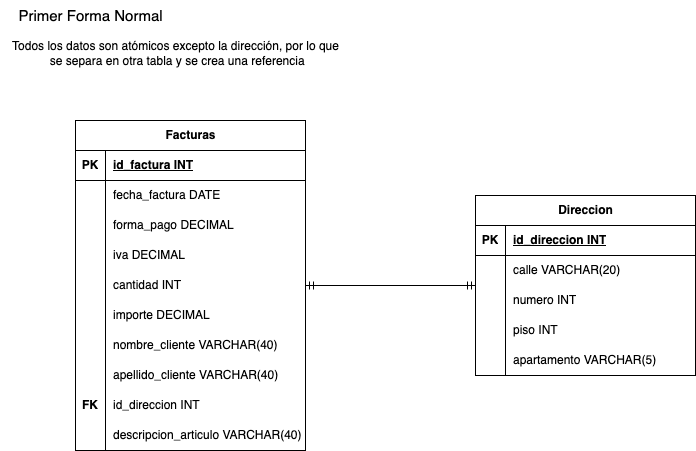 Primer Forma Normal
Todos los datos son atómicos excepto la dirección, por lo que
se separa en otra tabla y se crea una referencia
Facturas
PK id_factura INT
fecha_factura DATE
forma_pago DECIMAL
iva DECIMAL
cantidad INT
importe DECIMAL
nombre_cliente VARCHAR(40)
apellido_cliente VARCHAR(40)
FK id_direccion INT
descripcion_articulo VARCHAR(40)
Direccion
PK id_direccion INT
calle VARCHAR(20)
numero INT
piso INT
apartamento VARCHAR(5)